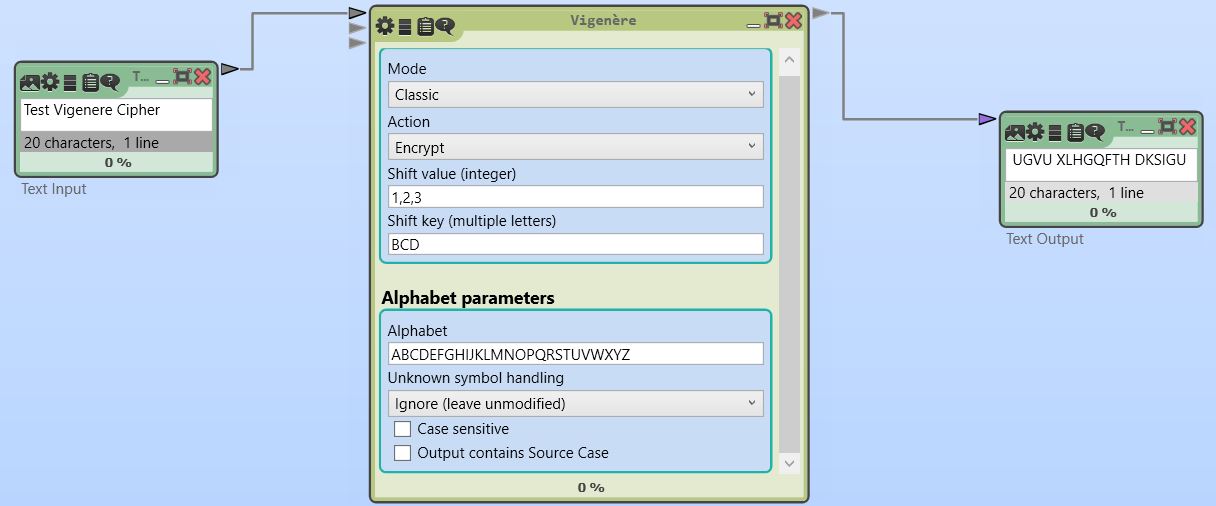 Vigenère
Mode
Classic
Action
Encrypt
Shift value (integer)
1,2,3
Shift key (multiple letters)
BCD
Alphabet parameters
Alphabet
ABCDEFGHIJKLMNOPQRSTUVWXYZ
Unknown symbol handling
Ignore (leave unmodified)
Case sensitive
Output contains Source Case
0 %
T...
Test Vigenere Cipher
20 characters,  1 line
0 %
Text Input
T...
UGVU XLHGQFTH DKSIGU
20 characters,  1 line
0 %
Text Output